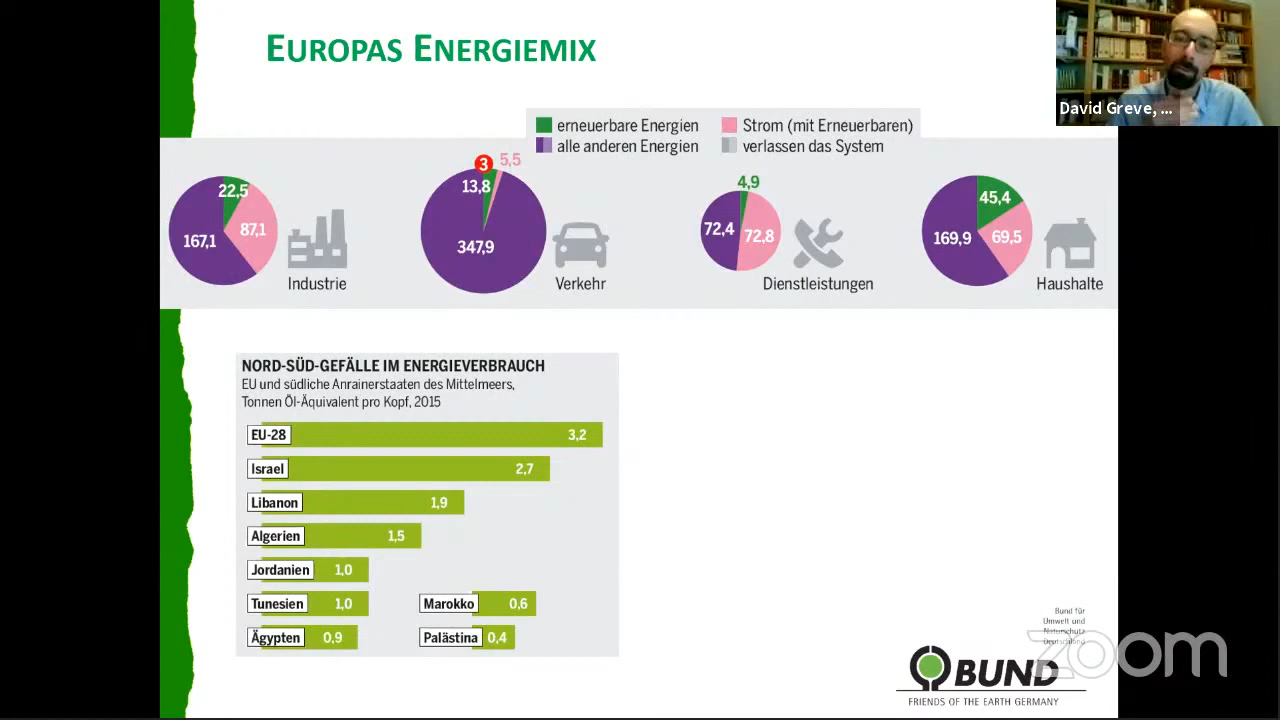 EUROPAS ENERGIEMIX
David Greve, ...
erneuerbare Energien
Strom (mit Erneuerbaren)
alle anderen Energien
verlassen das System
22,5
167,1
87,1
Industrie
3
5,5
13,8
347,9
Verkehr
4,9
72,4
72,8
Dienstleistungen
45,4
169,9
69,5
Haushalte
NORD-SÜD-GEFÄLLE IM ENERGIEVERBRAUCH
EU und südliche Anrainerstaaten des Mittelmeers,
Tonnen Öl-Äquivalent pro Kopf, 2015
EU-28 3,2
Israel 2,7
Libanon 1,9
Algerien 1,5
Jordanien 1,0
Tunesien 1,0
Marokko 0,6
Ägypten 0,9
Palästina 0,4
Bund für
Umwelt und
Naturschutz
Deutschland
zoom
BUND
FRIENDS OF THE EARTH GERMANY